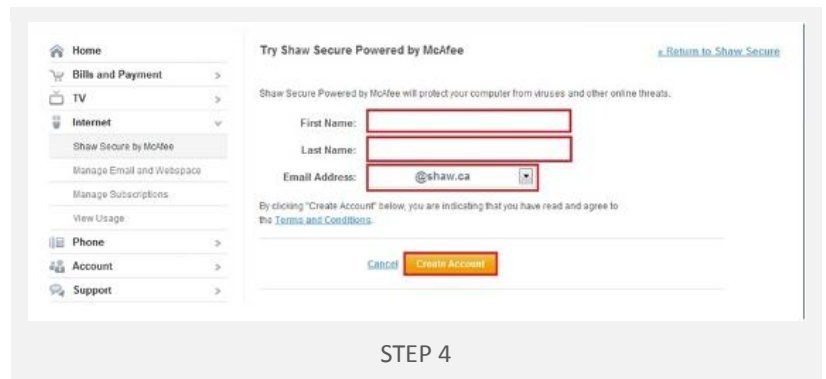 Home
Bills and Payment
TV
Internet
Shaw Secure by McAfee
Manage Email and Webspace
Manage Subscriptions
View Usage
Phone
Account
Support
Try Shaw Secure Powered by McAfee
« Return to Shaw Secure
Shaw Secure Powered by McAfee will protect your computer from viruses and other online threats.
First Name:
Last Name:
Email Address: @shaw.ca
By clicking "Create Account" below, you are indicating that you have read and agree to
the Terms and Conditions.
Cancel Create Account
STEP 4